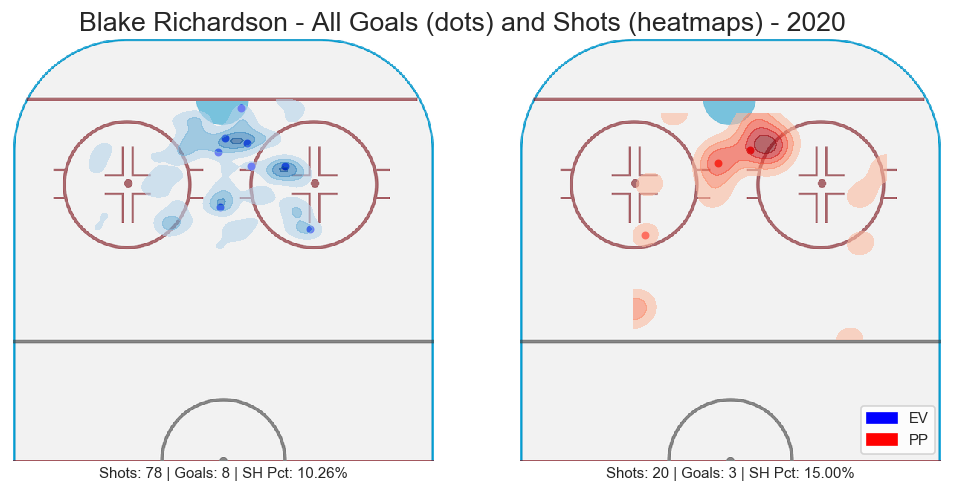 Blake Richardson - All Goals (dots) and Shots (heatmaps) - 2020
EV
PP
Shots: 78 | Goals: 8 | SH Pct: 10.26%
Shots: 20 | Goals: 3 | SH Pct: 15.00%